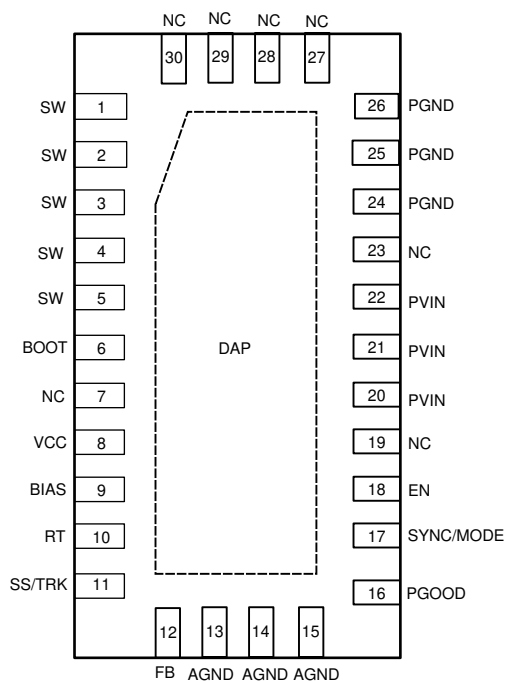 NC NC NC NC
30 29 28 27
SW 1 26 PGND
SW 2 25 PGND
SW 3 24 PGND
SW 4 23 NC
SW 5 22 PVIN
BOOT 6 DAP 21 PVIN
NC 7 20 PVIN
VCC 8 19 NC
BIAS 9 18 EN
RT 10 17 SYNC/MODE
SS/TRK 11 16 PGOOD
12 13 14 15
FB AGND AGND AGND